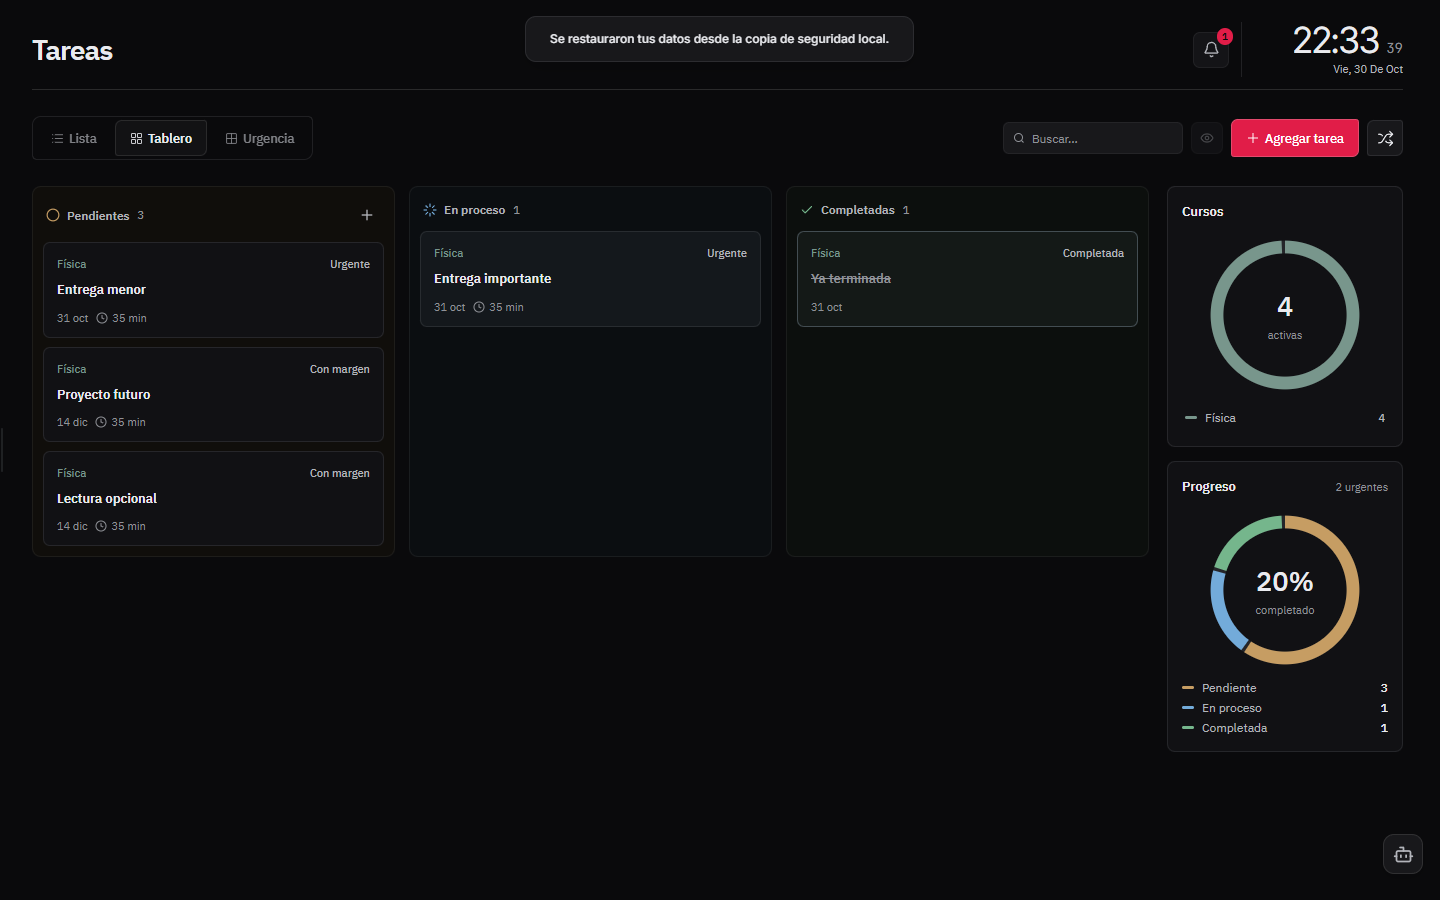 Tareas
Se restauraron tus datos desde la copia de seguridad local.
1
22:33 39
Vie, 30 De Oct
Lista
Tablero
Urgencia
Buscar...
Agregar tarea
Pendientes 3
Física Urgente
Entrega menor
31 oct 35 min
Física Con margen
Proyecto futuro
14 dic 35 min
Física Con margen
Lectura opcional
14 dic 35 min
En proceso 1
Física Urgente
Entrega importante
31 oct 35 min
Completadas 1
Física Completada
Ya terminada
31 oct
Cursos
4
activas
Física 4
Progreso 2 urgentes
20%
completado
Pendiente 3
En proceso 1
Completada 1